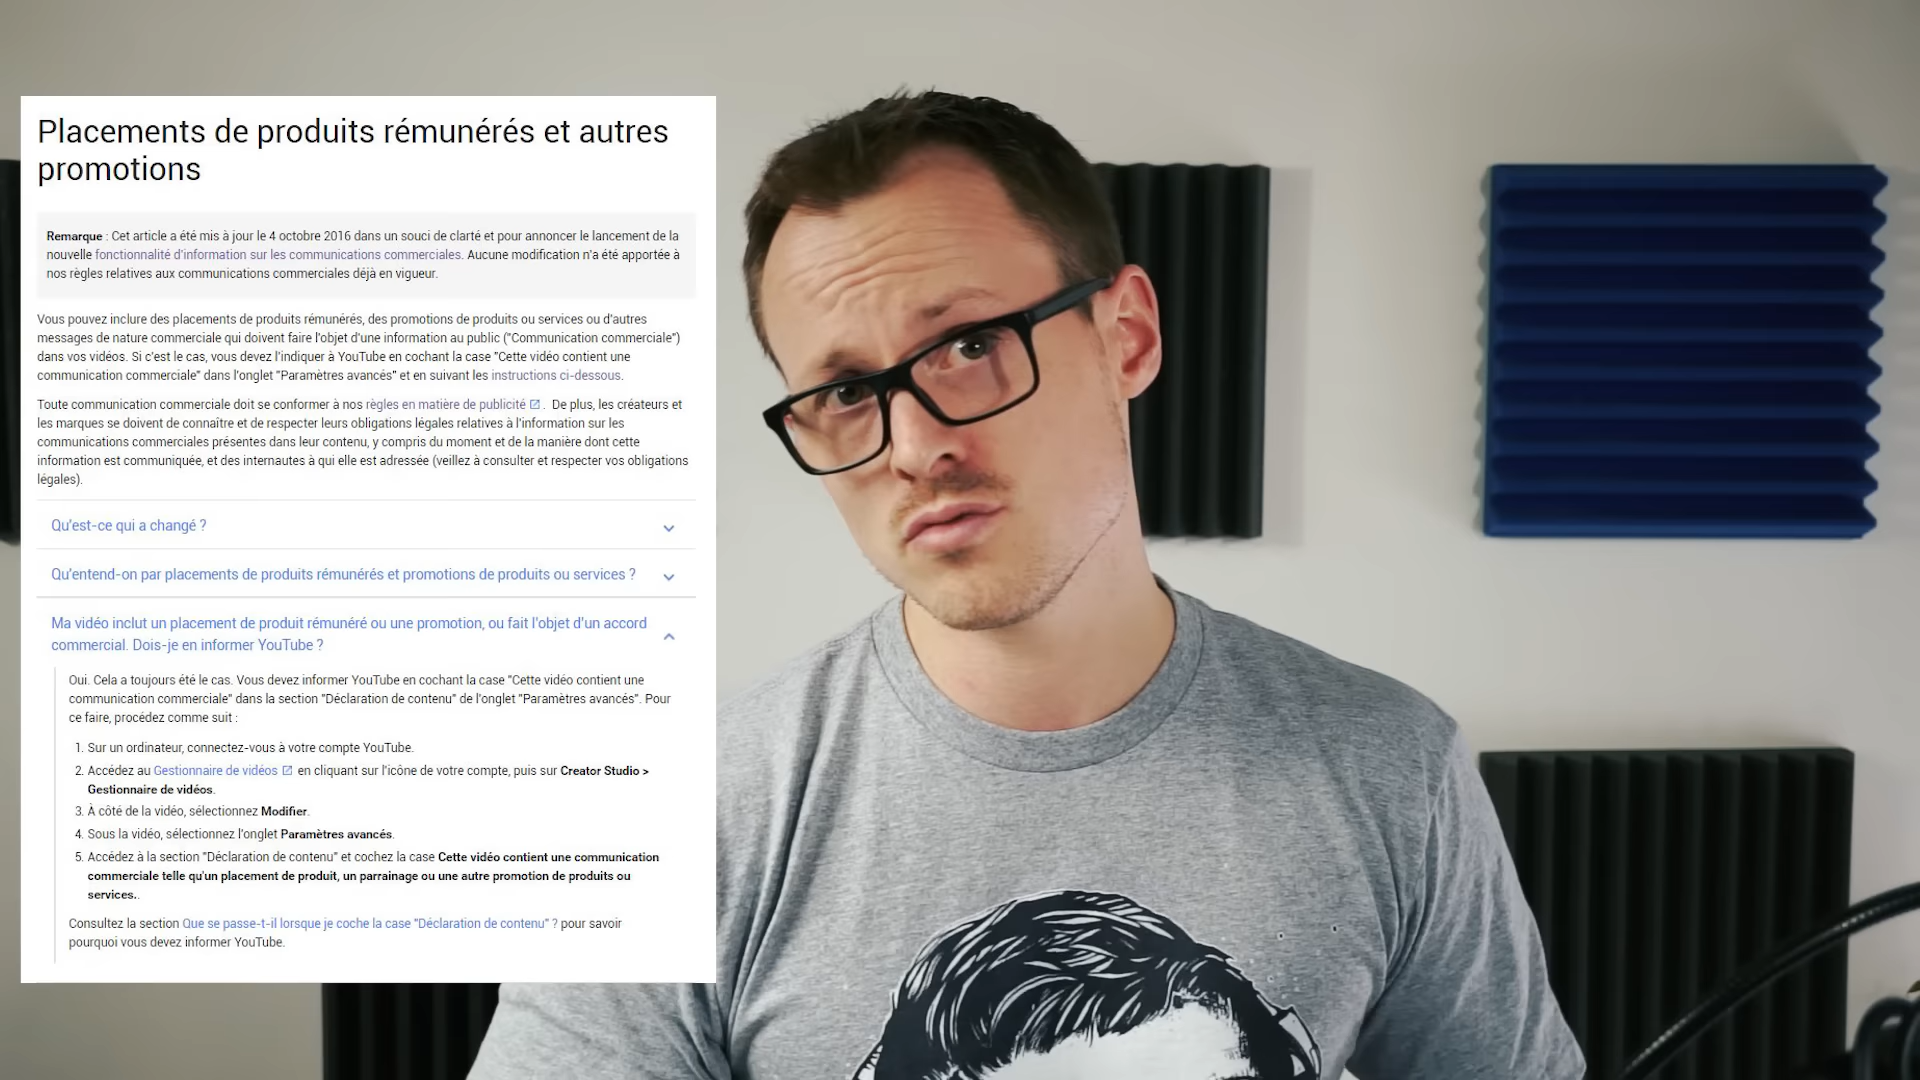 Placements de produits rémunérés et autres
promotions
Remarque : Cet article a été mis à jour le 4 octobre 2016 dans un souci de clarté et pour annoncer le lancement de la
nouvelle fonctionnalité d'information sur les communications commerciales. Aucune modification n'a été apportée à
nos règles relatives aux communications commerciales déjà en vigueur.
Vous pouvez inclure des placements de produits rémunérés, des promotions de produits ou services ou d'autres
messages de nature commerciale qui doivent faire l'objet d'une information au public ("Communication commerciale")
dans vos vidéos. Si c'est le cas, vous devez l'indiquer à YouTube en cochant la case "Cette vidéo contient une
communication commerciale" dans l'onglet "Paramètres avancés" et en suivant les instructions ci-dessous.
Toute communication commerciale doit se conformer à nos règles en matière de publicité . De plus, les créateurs et
les marques se doivent de connaître et de respecter leurs obligations légales relatives à l'information sur les
communications commerciales présentes dans leur contenu, y compris du moment et de la manière dont cette
information est communiquée, et des internautes à qui elle est adressée (veillez à consulter et respecter vos obligations
légales).
Qu'est-ce qui a changé ?
Qu'entend-on par placements de produits rémunérés et promotions de produits ou services ?
Ma vidéo inclut un placement de produit rémunéré ou une promotion, ou fait l'objet d'un accord
commercial. Dois-je en informer YouTube ?
Oui. Cela a toujours été le cas. Vous devez informer YouTube en cochant la case "Cette vidéo contient une
communication commerciale" dans la section "Déclaration de contenu" de l'onglet "Paramètres avancés". Pour
ce faire, procédez comme suit :
1. Sur un ordinateur, connectez-vous à votre compte YouTube.
2. Accédez au Gestionnaire de vidéos en cliquant sur l'icône de votre compte, puis sur Creator Studio >
Gestionnaire de vidéos.
3. À côté de la vidéo, sélectionnez Modifier.
4. Sous la vidéo, sélectionnez l'onglet Paramètres avancés.
5. Accédez à la section "Déclaration de contenu" et cochez la case Cette vidéo contient une communication
commerciale telle qu'un placement de produit, un parrainage ou une autre promotion de produits ou
services..
Consultez la section Que se passe-t-il lorsque je coche la case "Déclaration de contenu" ? pour savoir
pourquoi vous devez informer YouTube.